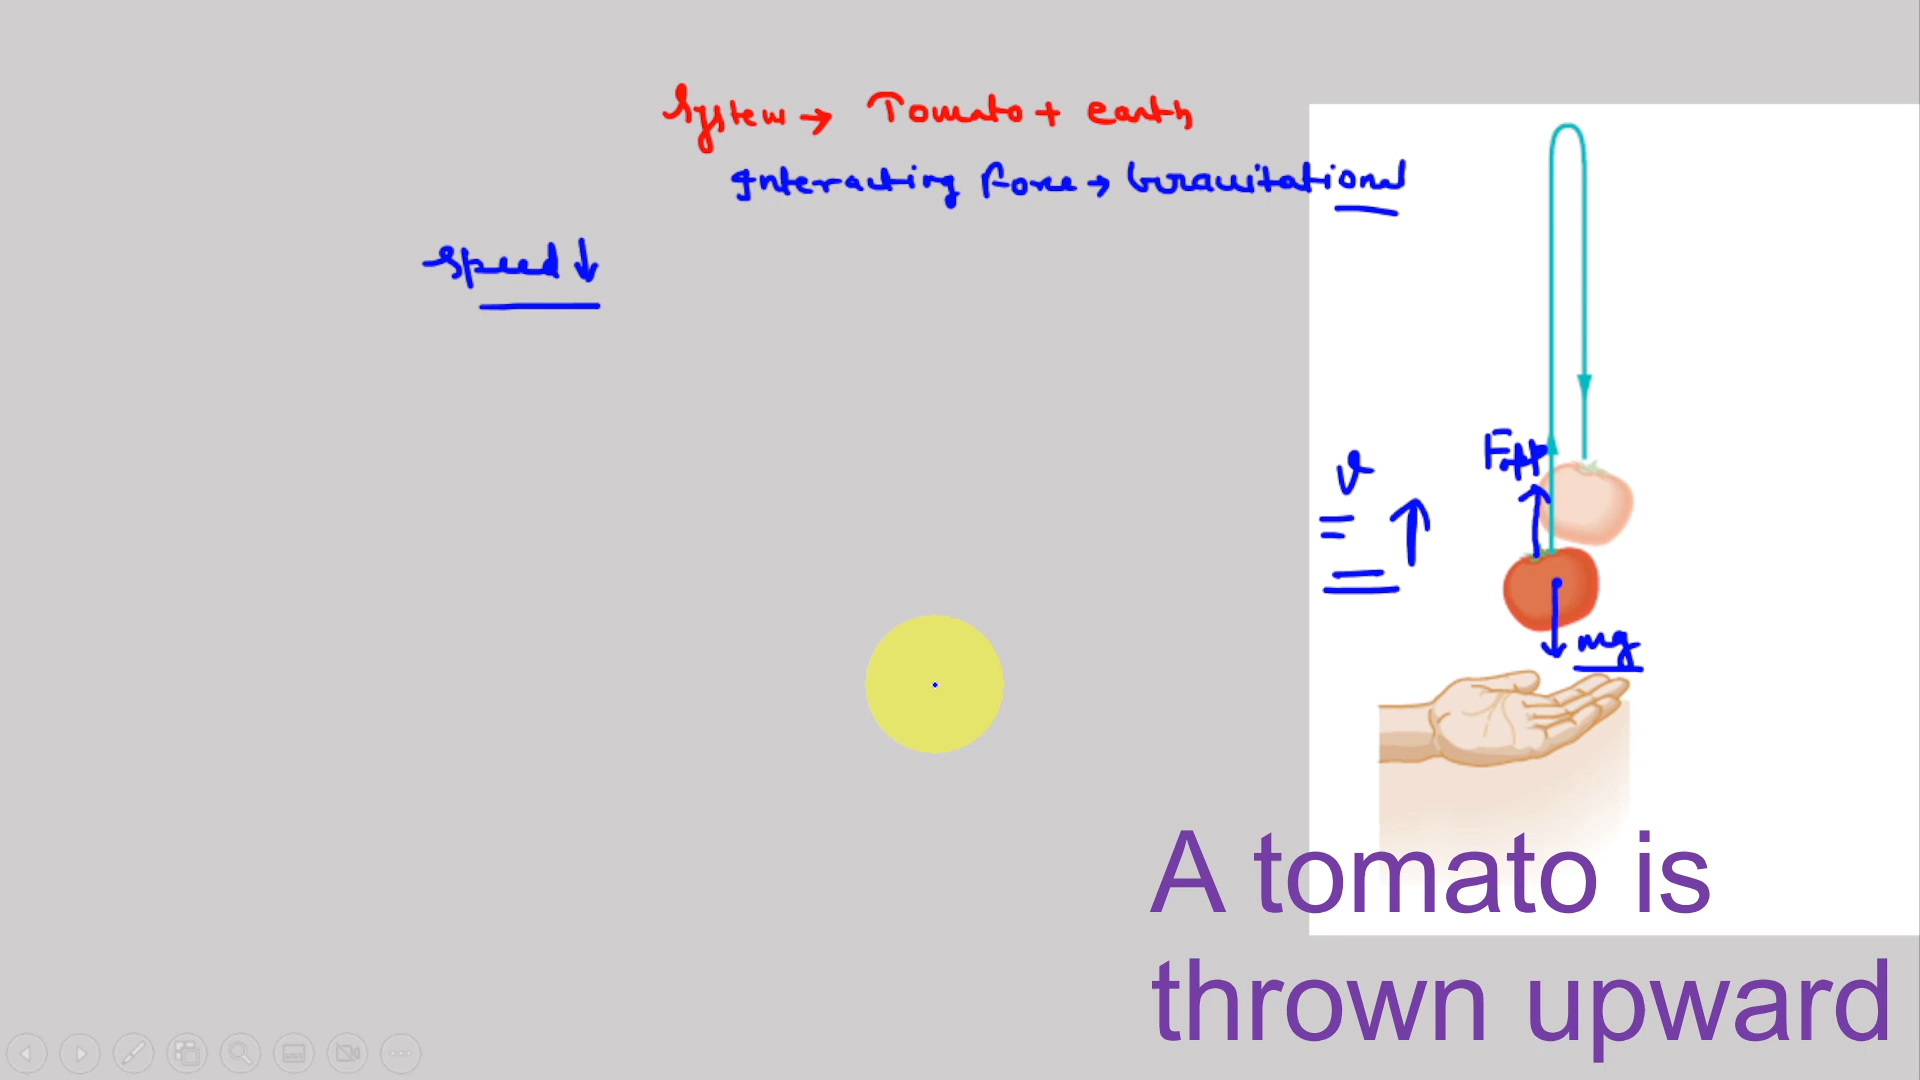 System → Tomato + earth
Interacting force → Gravitational
Speed ↓
Fapp
v
mg
A tomato is
thrown upward